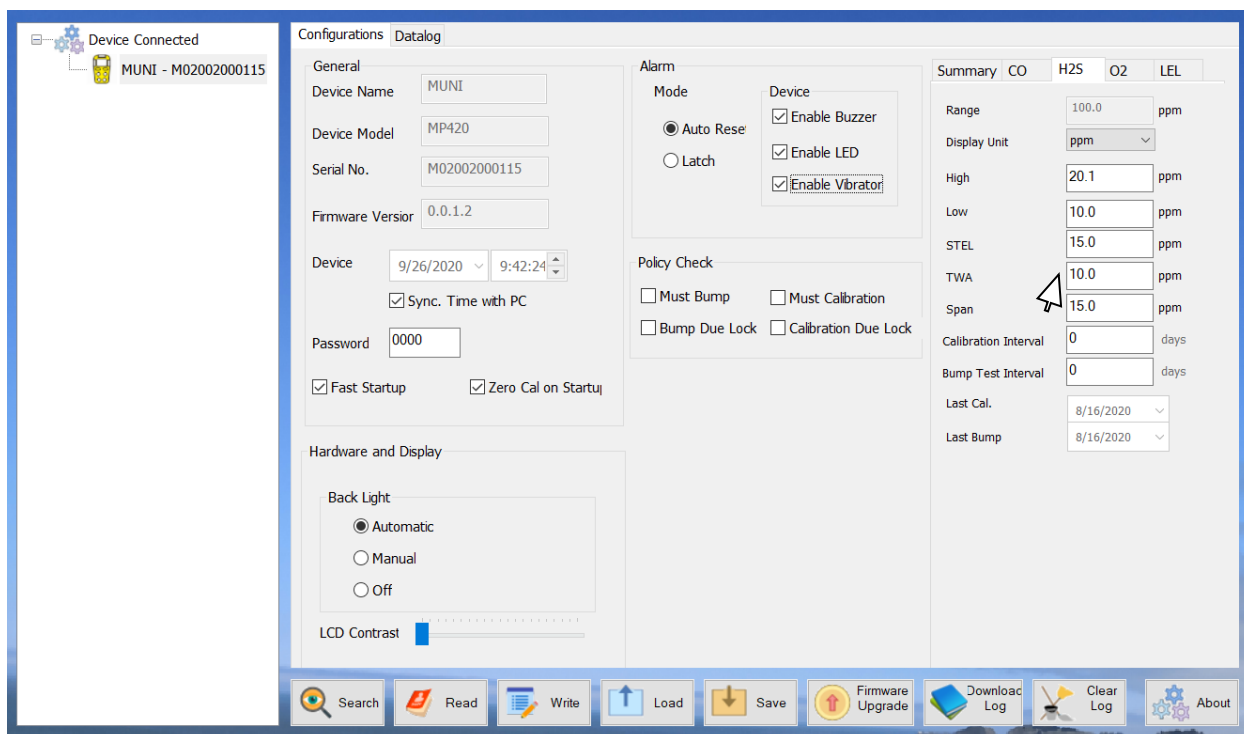 Device Connected
MUNI - M02002000115
Configurations Datalog
General
Device Name MUNI
Device Model MP420
Serial No. M02002000115
Firmware Versior 0.0.1.2
Device 9/26/2020 9:42:24
Sync. Time with PC
Password 0000
Fast Startup Zero Cal on Startu
Hardware and Display
Back Light
Automatic
Manual
Off
LCD Contrast
Alarm
Mode
Auto Rese
Latch
Device
Enable Buzzer
Enable LED
Enable Vibrator
Policy Check
Must Bump Must Calibration
Bump Due Lock Calibration Due Lock
Summary CO H2S O2 LEL
Range 100.0 ppm
Display Unit ppm
High 20.1 ppm
Low 10.0 ppm
STEL 15.0 ppm
TWA 10.0 ppm
Span 15.0 ppm
Calibration Interval 0 days
Bump Test Interval 0 days
Last Cal. 8/16/2020
Last Bump 8/16/2020
Search
Read
Write
Load
Save
Firmware
Upgrade
Downloac
Log
Clear
Log
About